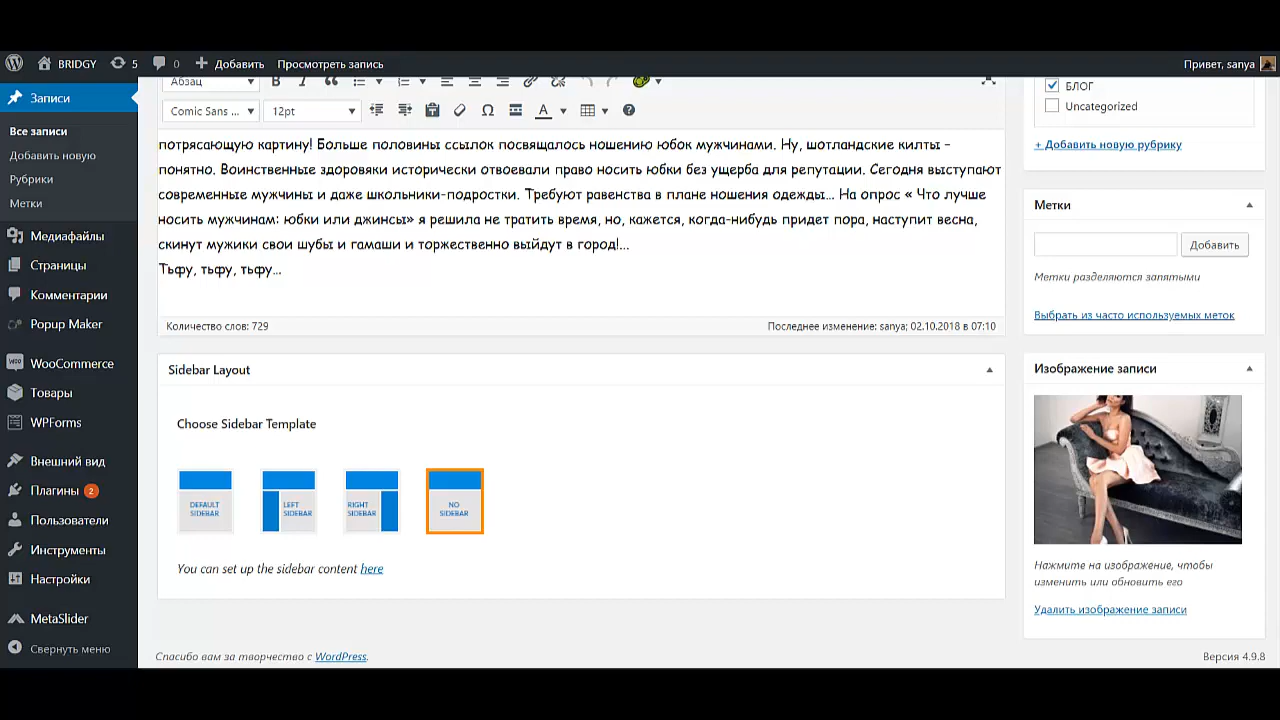 BRIDGY 5 0 Добавить Просмотреть запись Привет, sanya
Записи
Все записи
Добавить новую
Рубрики
Метки
Медиафайлы
Страницы
Комментарии
Popup Maker
WooCommerce
Товары
WPForms
Внешний вид
Плагины 2
Пользователи
Инструменты
Настройки
MetaSlider
Свернуть меню
Абзац
Comic Sans ... 12pt
потрясающую картину! Больше половины ссылок посвящалось ношению юбок мужчинами. Ну, шотландские килты –
понятно. Воинственные здоровяки исторически отвоевали право носить юбки без ущерба для репутации. Сегодня выступают
современные мужчины и даже школьники-подростки. Требуют равенства в плане ношения одежды... На опрос « Что лучше
носить мужчинам: юбки или джинсы» я решила не тратить время, но, кажется, когда-нибудь придет пора, наступит весна,
скинут мужики свои шубы и гамаши и торжественно выйдут в город!...
Тьфу, тьфу, тьфу...
Количество слов: 729 Последнее изменение: sanya; 02.10.2018 в 07:10
Sidebar Layout
Choose Sidebar Template
DEFAULT
SIDEBAR
LEFT
SIDEBAR
RIGHT
SIDEBAR
NO
SIDEBAR
You can set up the sidebar content here
Спасибо вам за творчество с WordPress.
БЛОГ
Uncategorized
+ Добавить новую рубрику
Метки
Добавить
Метки разделяются запятыми
Выбрать из часто используемых меток
Изображение записи
Нажмите на изображение, чтобы
изменить или обновить его
Удалить изображение записи
Версия 4.9.8